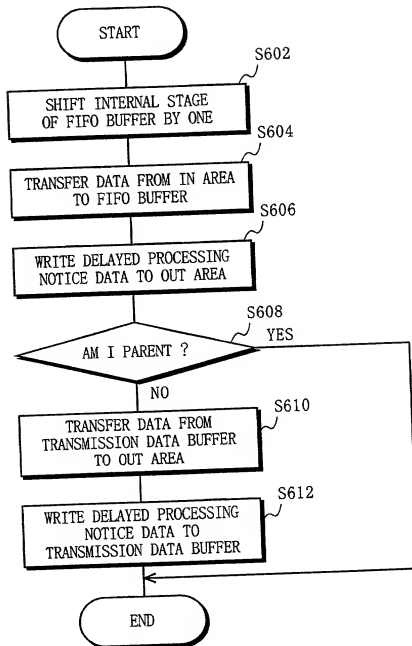 START
S602
SHIFT INTERNAL STAGE
OF FIFO BUFFER BY ONE
S604
TRANSFER DATA FROM IN AREA
TO FIFO BUFFER
S606
WRITE DELAYED PROCESSING
NOTICE DATA TO OUT AREA
S608
AM I PARENT ?
YES
NO
S610
TRANSFER DATA FROM
TRANSMISSION DATA BUFFER
TO OUT AREA
S612
WRITE DELAYED PROCESSING
NOTICE DATA TO
TRANSMISSION DATA BUFFER
END